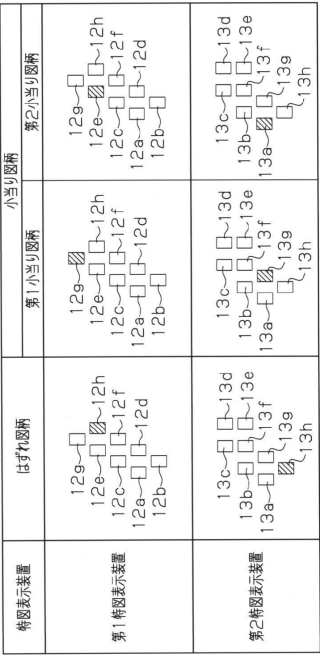 特図表示装置
はずれ図柄
小当り図柄
第1小当り図柄
第2小当り図柄
第1特図表示装置
12g
12e
12h
12c
12f
12a
12d
12b
12g
12e
12h
12c
12f
12a
12d
12b
12g
12e
12h
12c
12f
12a
12d
12b
第2特図表示装置
13c
13d
13b
13e
13f
13a
13g
13h
13c
13d
13b
13e
13f
13a
13g
13h
13c
13d
13b
13e
13f
13a
13g
13h